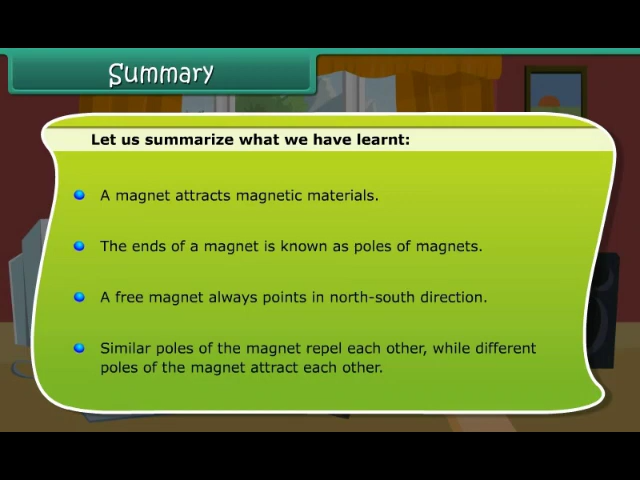 Summary
Let us summarize what we have learnt:
A magnet attracts magnetic materials.
The ends of a magnet is known as poles of magnets.
A free magnet always points in north-south direction.
Similar poles of the magnet repel each other, while different
poles of the magnet attract each other.